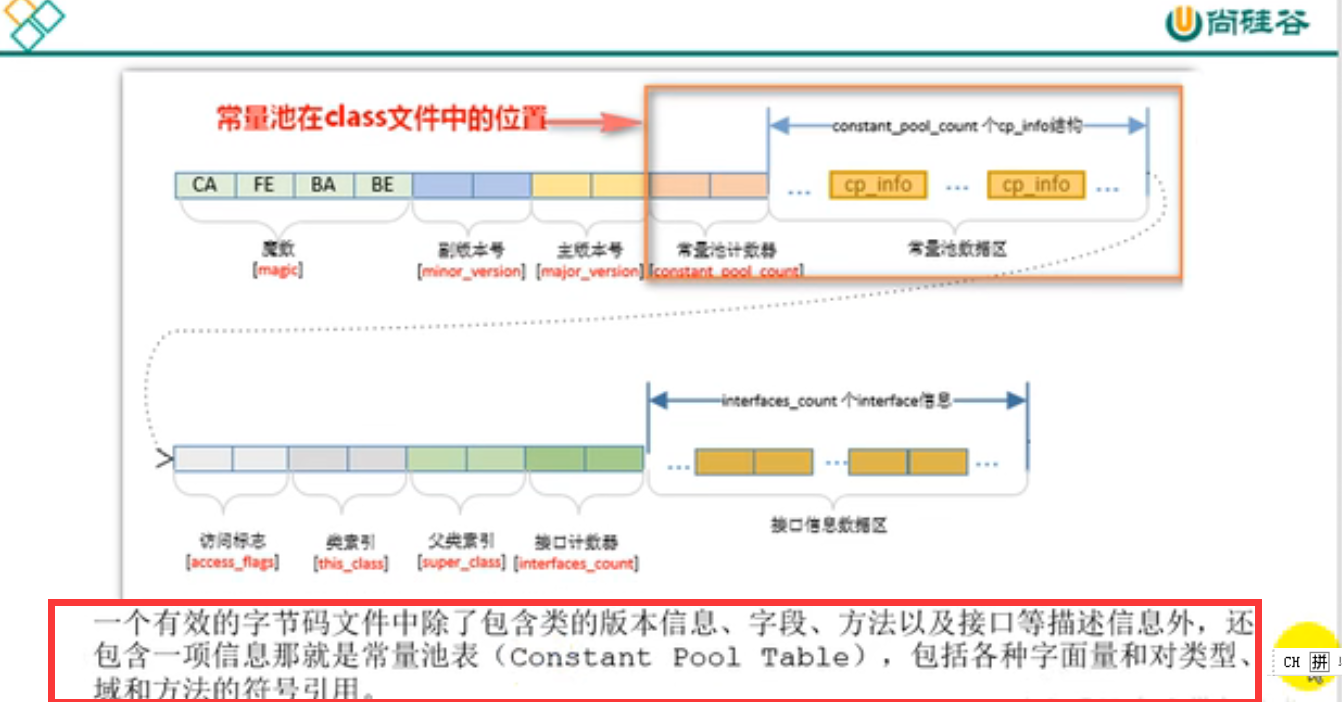 尚硅谷
常量池在class文件中的位置
constant_pool_count 个cp_info结构
CA FE BA BE
... cp_info ... cp_info ...
魔数 副版本号 主版本号 常量池计数器 常量池数据区
[magic] [minor_version] [major_version] [constant_pool_count]
interfaces_count 个interface信息
... ... ...
访问标志 类索引 父类索引 接口计数器 接口信息数据区
[access_flags] [this_class] [super_class] [interfaces_count]
一个有效的字节码文件中除了包含类的版本信息、字段、方法以及接口等描述信息外，还
包含一项信息那就是常量池表（Constant Pool Table），包括各种字面量和对类型、
域和方法的符号引用。
CH 拼